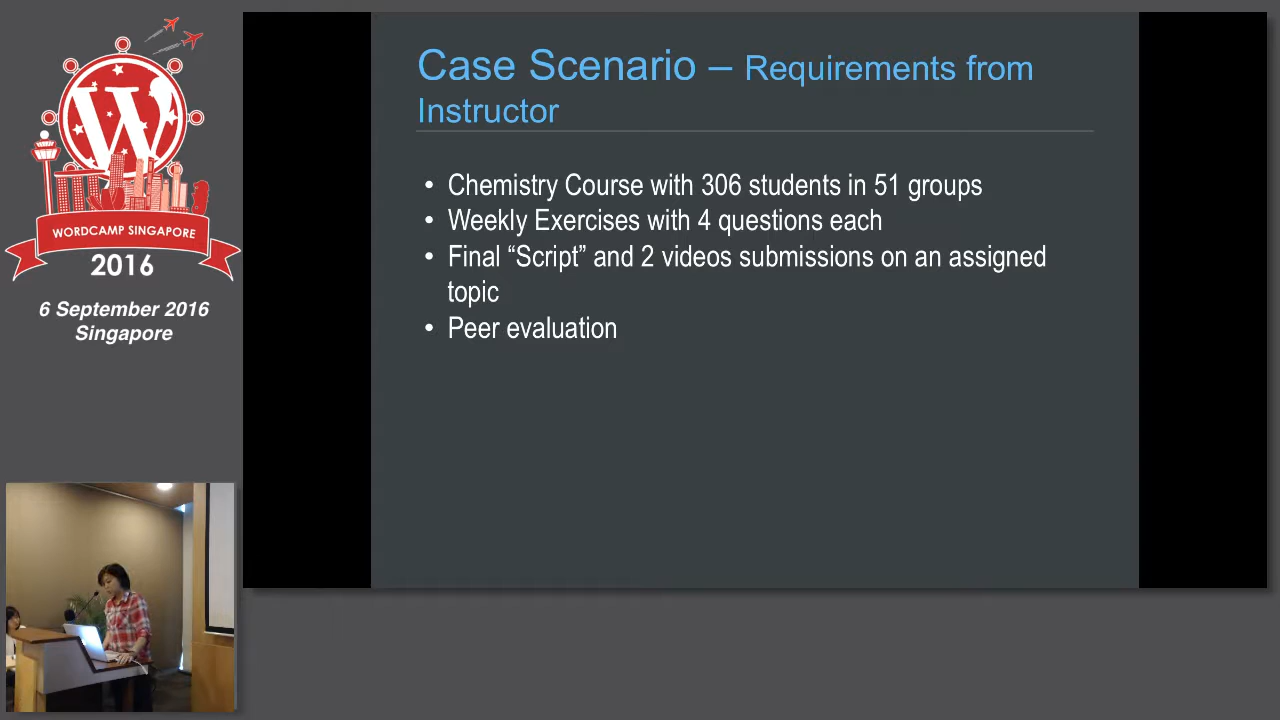 WORDCAMP SINGAPORE
2016
6 September 2016
Singapore
Case Scenario – Requirements from
Instructor
• Chemistry Course with 306 students in 51 groups
• Weekly Exercises with 4 questions each
• Final “Script” and 2 videos submissions on an assigned
topic
• Peer evaluation